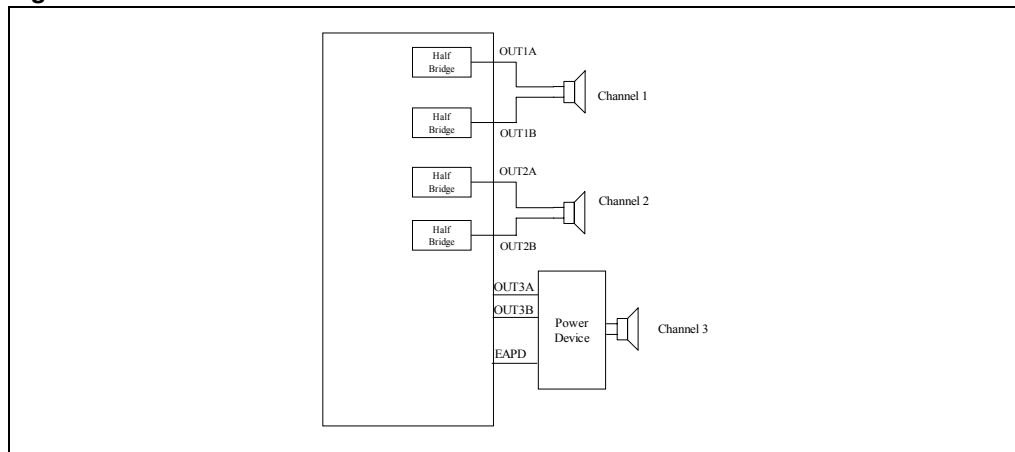 Half
Bridge
OUT1A
Channel 1
Half
Bridge
OUT1B
Half
Bridge
OUT2A
Channel 2
Half
Bridge
OUT2B
OUT3A
OUT3B
Power
Device
Channel 3
EAPD